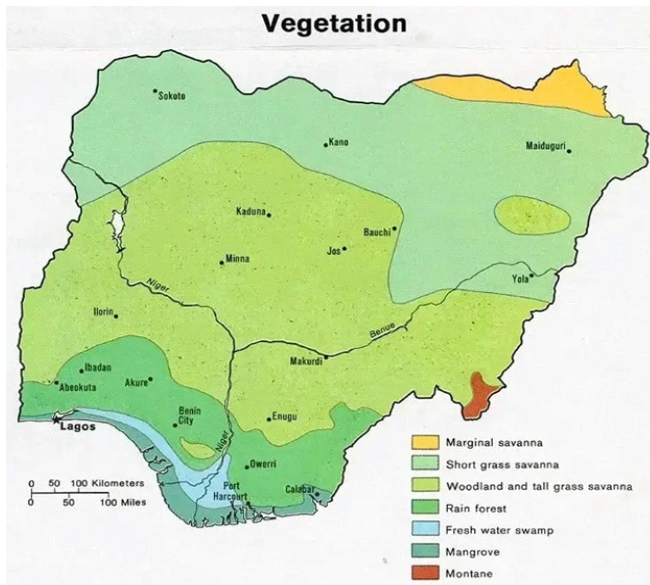 Vegetation
Sokoto
Kano
Maiduguri
Kaduna
Bauchi
Jos
Minna
Yola
Niger
Ilorin
Benue
Makurdi
Ibadan
Abeokuta
Akure
Benin
City
Enugu
Lagos
Niger
Owerri
Port
Harcourt
Calabar
0 50 100 Kilometers
0 50 100 Miles
Marginal savanna
Short grass savanna
Woodland and tall grass savanna
Rain forest
Fresh water swamp
Mangrove
Montane